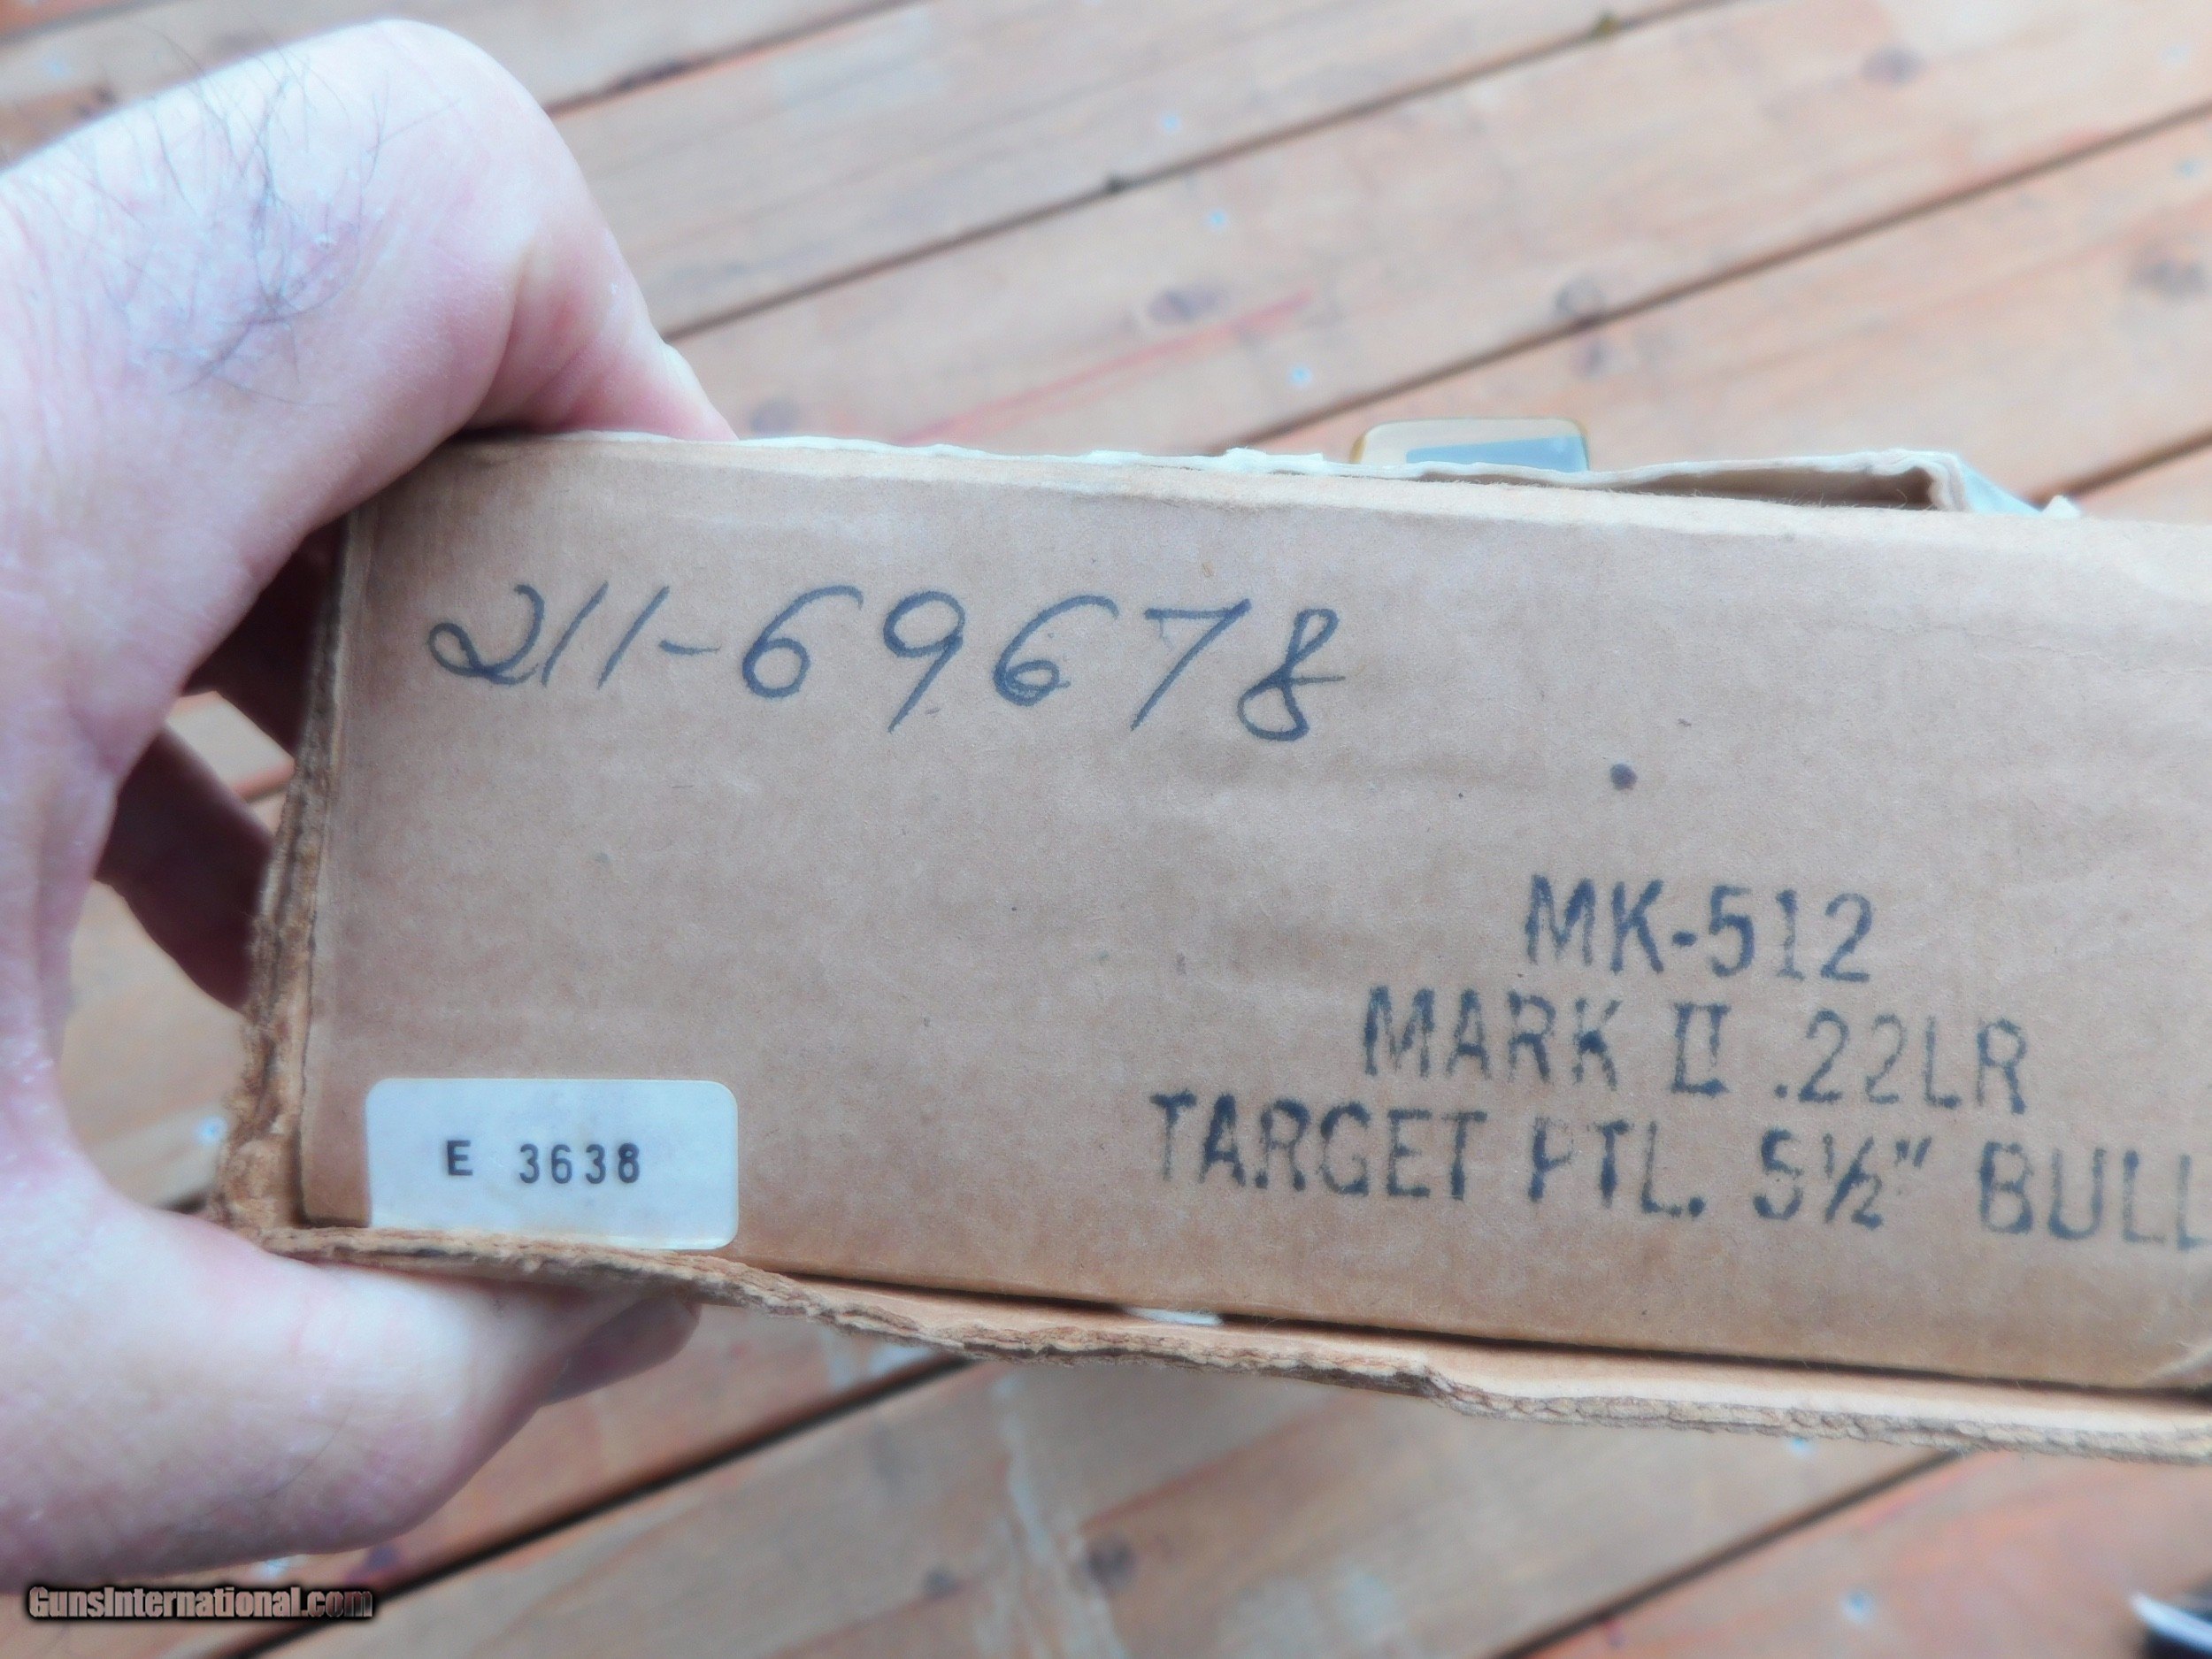 211-69678
MK-512
MARK II .22LR
TARGET PTL. 5½" BULL
E 3638
GunsInternational.com